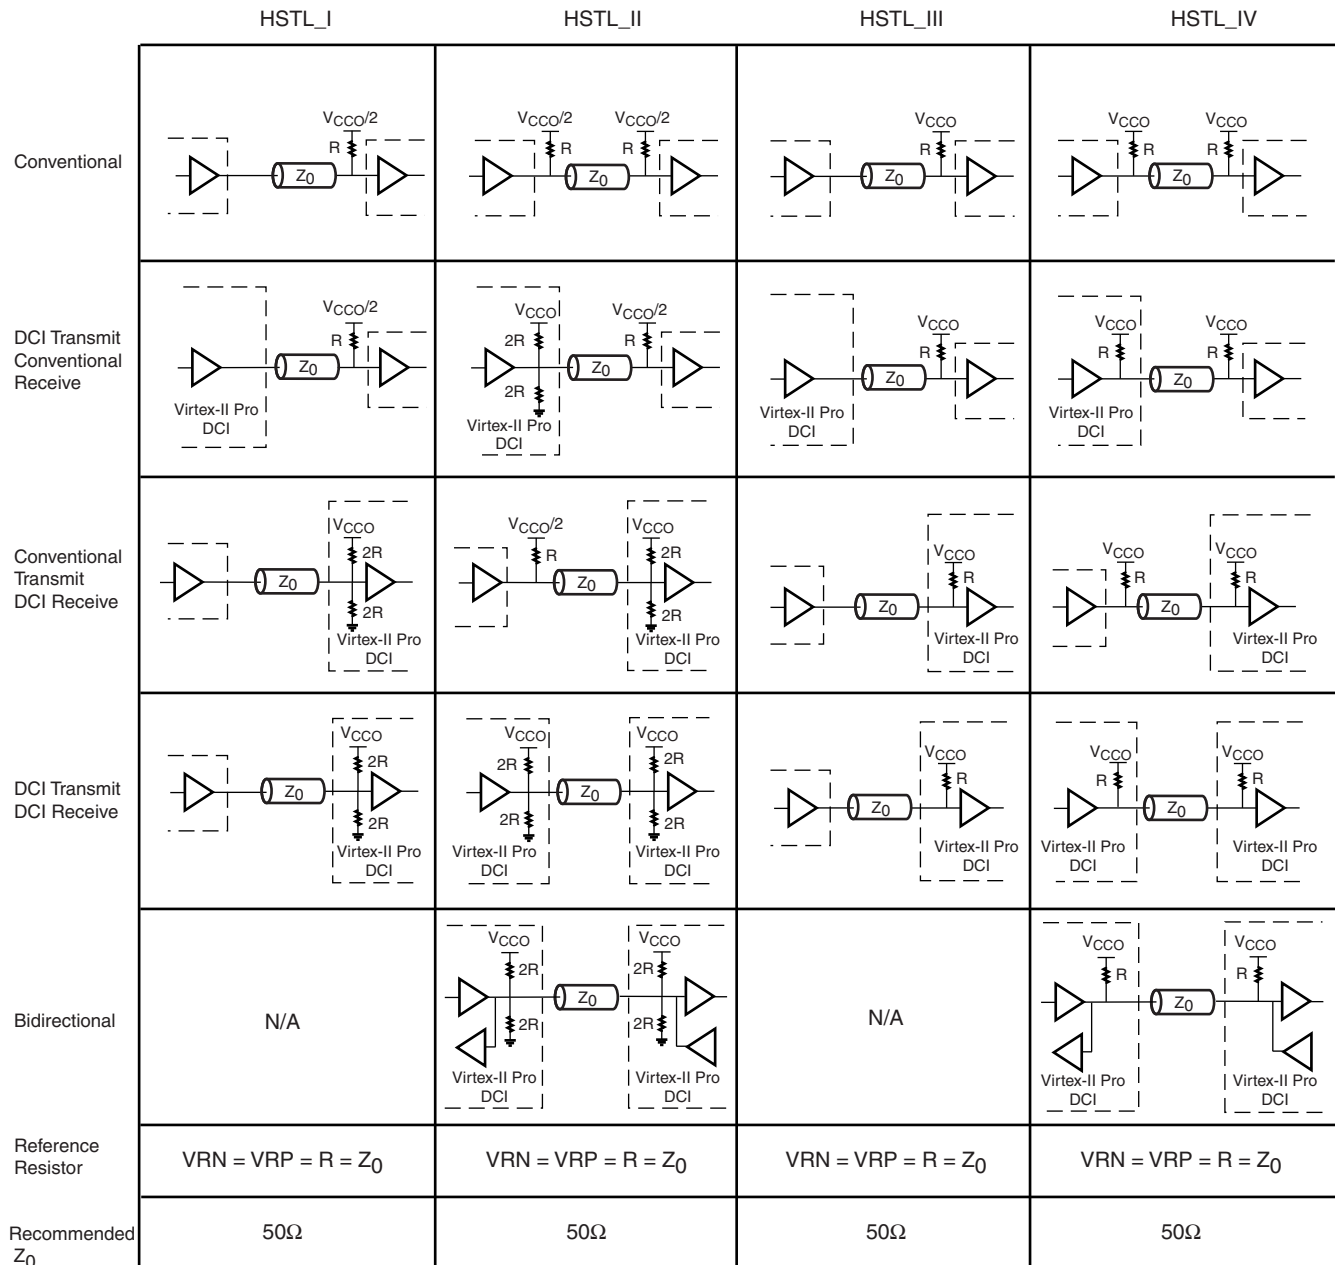 HSTL_I HSTL_II HSTL_III HSTL_IV
Conventional
VCCO/2
R
Z0
VCCO/2 VCCO/2
R R
Z0
VCCO
R
Z0
VCCO VCCO
R R
Z0
DCI Transmit
Conventional
Receive
VCCO/2
R
Z0
Virtex-II Pro
DCI
VCCO VCCO/2
2R R
Z0
2R
Virtex-II Pro
DCI
VCCO
R
Z0
Virtex-II Pro
DCI
VCCO VCCO
R R
Z0
Virtex-II Pro
DCI
Conventional
Transmit
DCI Receive
VCCO
2R
Z0
2R
Virtex-II Pro
DCI
VCCO/2 VCCO
R 2R
Z0
2R
Virtex-II Pro
DCI
VCCO
R
Z0
Virtex-II Pro
DCI
VCCO VCCO
R R
Z0
Virtex-II Pro
DCI
DCI Transmit
DCI Receive
VCCO
2R
Z0
2R
Virtex-II Pro
DCI
VCCO VCCO
2R 2R
Z0
2R 2R
Virtex-II Pro Virtex-II Pro
DCI DCI
VCCO
R
Z0
Virtex-II Pro
DCI
VCCO VCCO
R R
Z0
Virtex-II Pro Virtex-II Pro
DCI DCI
Bidirectional
N/A
VCCO VCCO
2R 2R
Z0
2R 2R
Virtex-II Pro Virtex-II Pro
DCI DCI
N/A
VCCO VCCO
R R
Z0
Virtex-II Pro Virtex-II Pro
DCI DCI
Reference
Resistor
VRN = VRP = R = Z0 VRN = VRP = R = Z0 VRN = VRP = R = Z0 VRN = VRP = R = Z0
Recommended
Z0
50Ω 50Ω 50Ω 50Ω